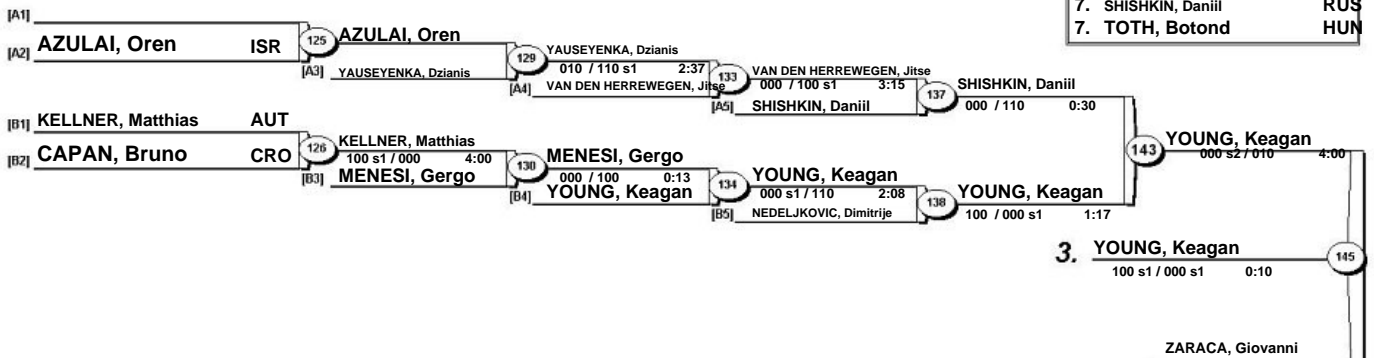 7. SHISHKIN, Daniil RUS
7. TOTH, Botond HUN
[A1]
[A2] AZULAI, Oren ISR
125
AZULAI, Oren
[A3] YAUSEYENKA, Dzianis
129
YAUSEYENKA, Dzianis
010 / 110 s1 2:37
[A4] VAN DEN HERREWEGEN, Jitse
133
VAN DEN HERREWEGEN, Jitse
000 / 100 s1 3:15
[A5] SHISHKIN, Daniil
137
SHISHKIN, Daniil
000 / 110 0:30
[B1] KELLNER, Matthias AUT
[B2] CAPAN, Bruno CRO
126
KELLNER, Matthias
100 s1 / 000 4:00
[B3] MENESI, Gergo
130
MENESI, Gergo
000 / 100 0:13
[B4] YOUNG, Keagan
134
YOUNG, Keagan
000 s1 / 110 2:08
[B5] NEDELJKOVIC, Dimitrije
138
YOUNG, Keagan
100 / 000 s1 1:17
143
YOUNG, Keagan
000 s2 / 010 4:00
3. YOUNG, Keagan
100 s1 / 000 s1 0:10
145
ZARACA, Giovanni